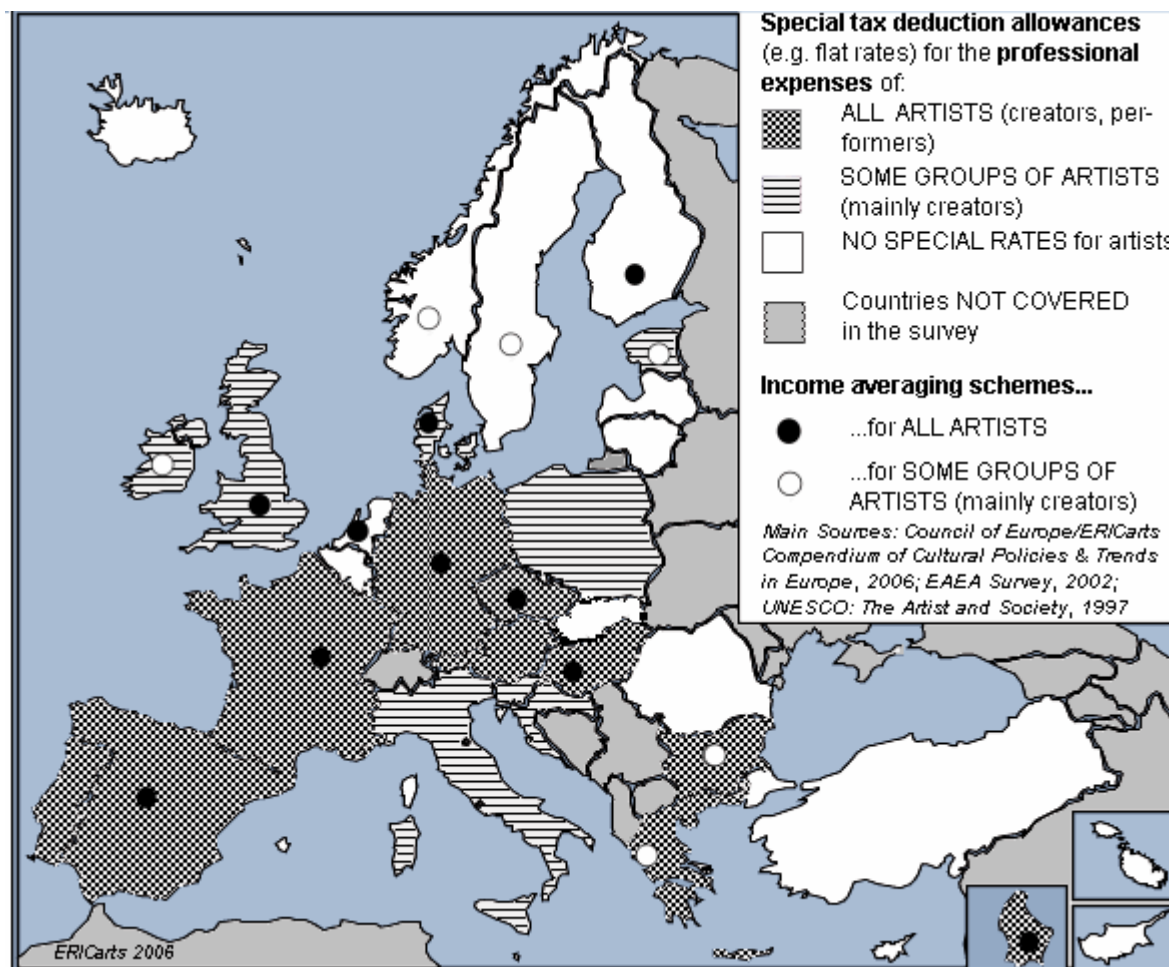 Special tax deduction allowances
(e.g. flat rates) for the professional
expenses of:
ALL ARTISTS (creators, per-
formers)
SOME GROUPS OF ARTISTS
(mainly creators)
NO SPECIAL RATES for artists
Countries NOT COVERED
in the survey
Income averaging schemes...
...for ALL ARTISTS
...for SOME GROUPS OF
ARTISTS (mainly creators)
Main Sources: Council of Europe/ERICarts
Compendium of Cultural Policies & Trends
in Europe, 2006; EAEA Survey, 2002;
UNESCO: The Artist and Society, 1997
ERICarts 2006